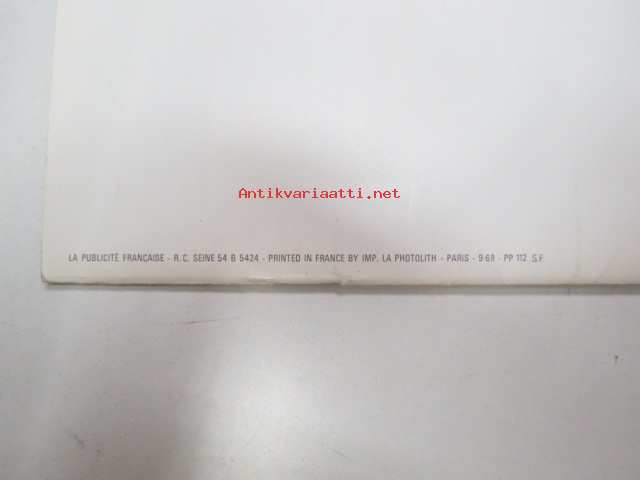 Antikvariaatti.net
LA PUBLICITÉ FRANÇAISE - R.C. SEINE 54 B 5424 - PRINTED IN FRANCE BY IMP. LA PHOTOLITH - PARIS - 9-69 - PP 112 S.F.